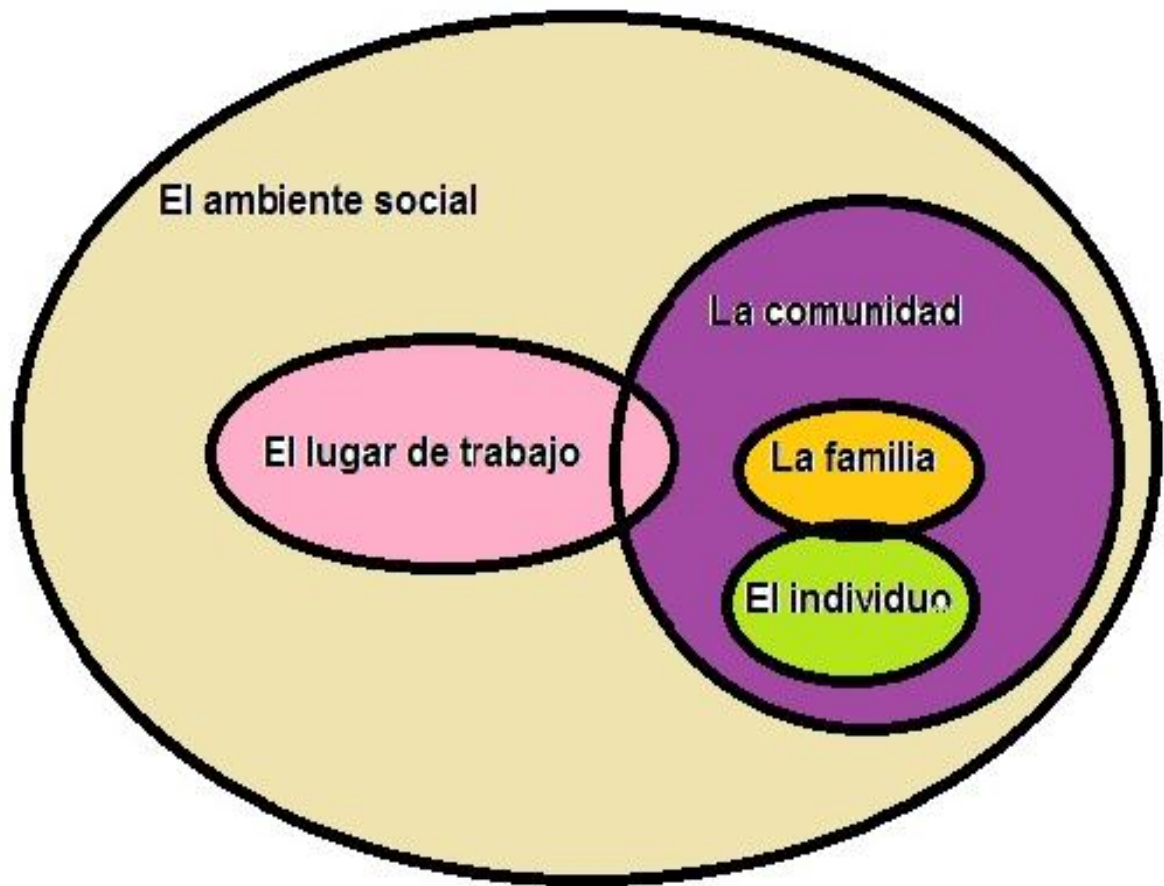 El ambiente social
La comunidad
El lugar de trabajo
La familia
El individuo